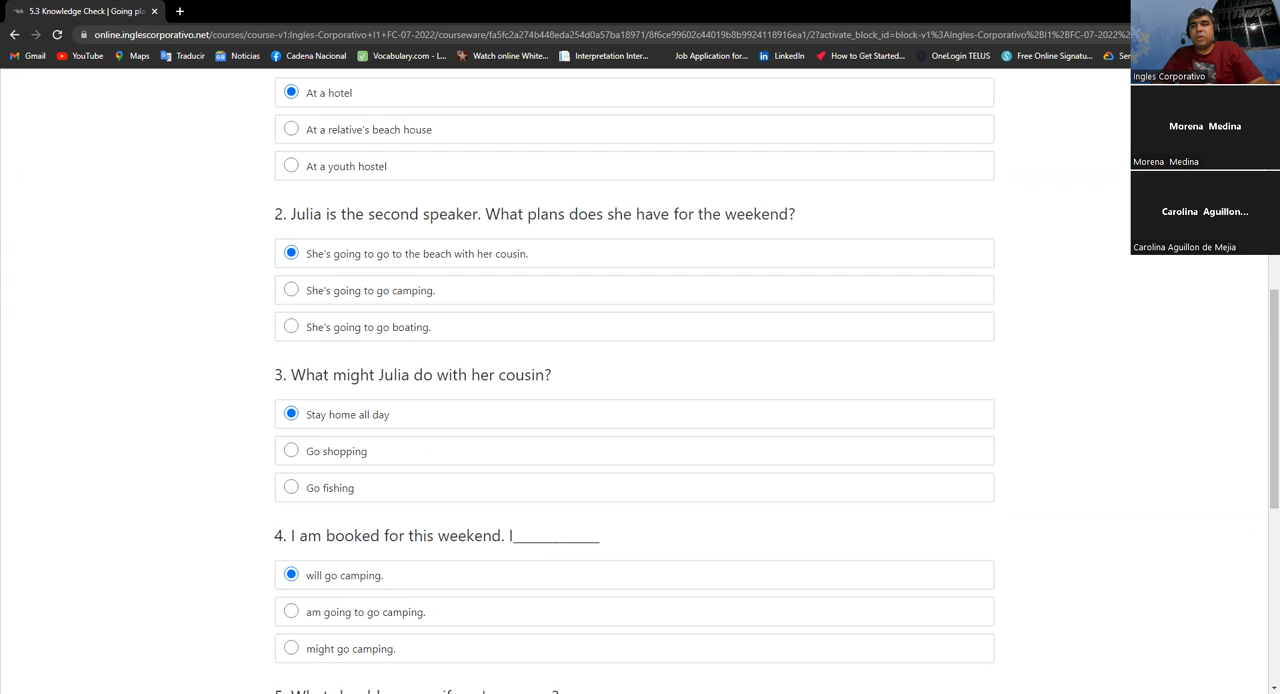 5.3 Knowledge Check | Going pla
online.inglescorporativo.net/courses/course-v1:Ingles-Corporativo+I1+FC-07-2022/courseware/fa5fc2a274b448eda254d0a57ba18971/8f6ce99602c44019b8b9924118916ea1/2?activate_block_id=block-v1%3AIngles-Corporativo%2BI1%2BFC-07-2022%2B
Gmail YouTube Maps Traducir Noticias Cadena Nacional Vocabulary.com - L... Watch online White... Interpretation Inter... Job Application for... LinkedIn How to Get Started... OneLogin TELUS Free Online Signatu... Ser
Ingles Corporativo
Morena Medina
Morena Medina
Carolina Aguillon...
Carolina Aguillon de Mejia
At a hotel
At a relative's beach house
At a youth hostel
2. Julia is the second speaker. What plans does she have for the weekend?
She's going to go to the beach with her cousin.
She's going to go camping.
She's going to go boating.
3. What might Julia do with her cousin?
Stay home all day
Go shopping
Go fishing
4. I am booked for this weekend. I____________
will go camping.
am going to go camping.
might go camping.